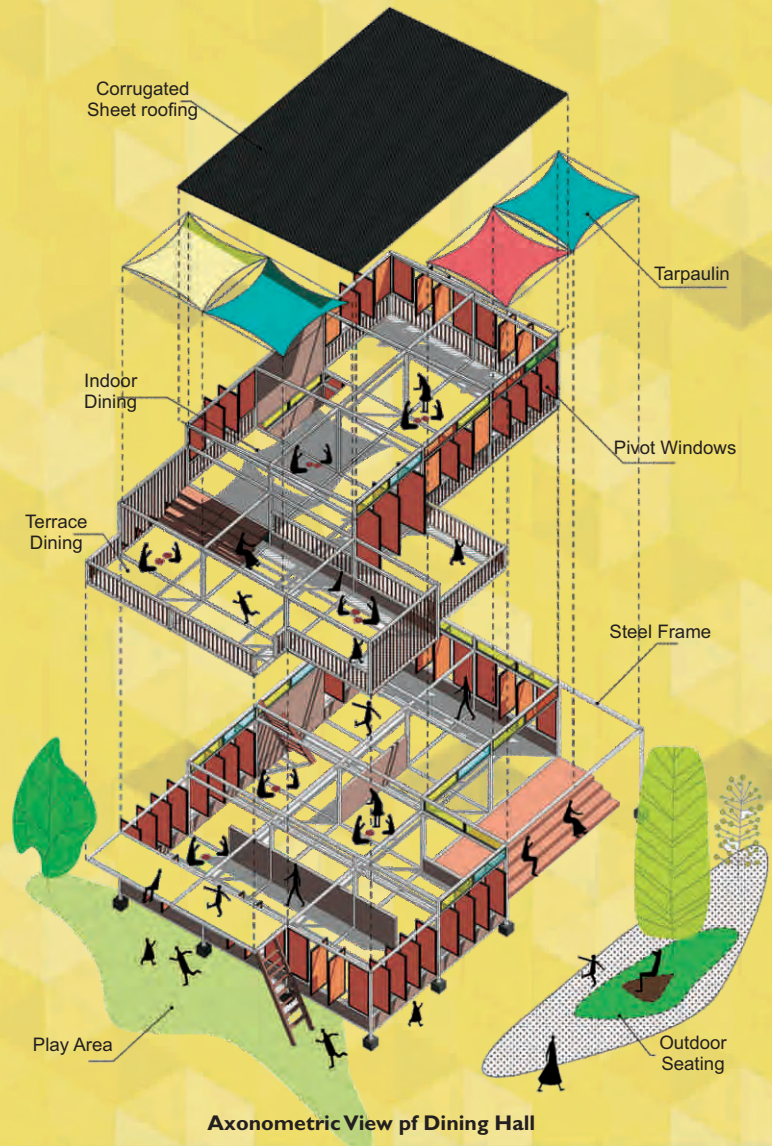 Corrugated
Sheet roofing
Tarpaulin
Indoor
Dining
Pivot Windows
Terrace
Dining
Steel Frame
Play Area
Outdoor
Seating
Axonometric View pf Dining Hall